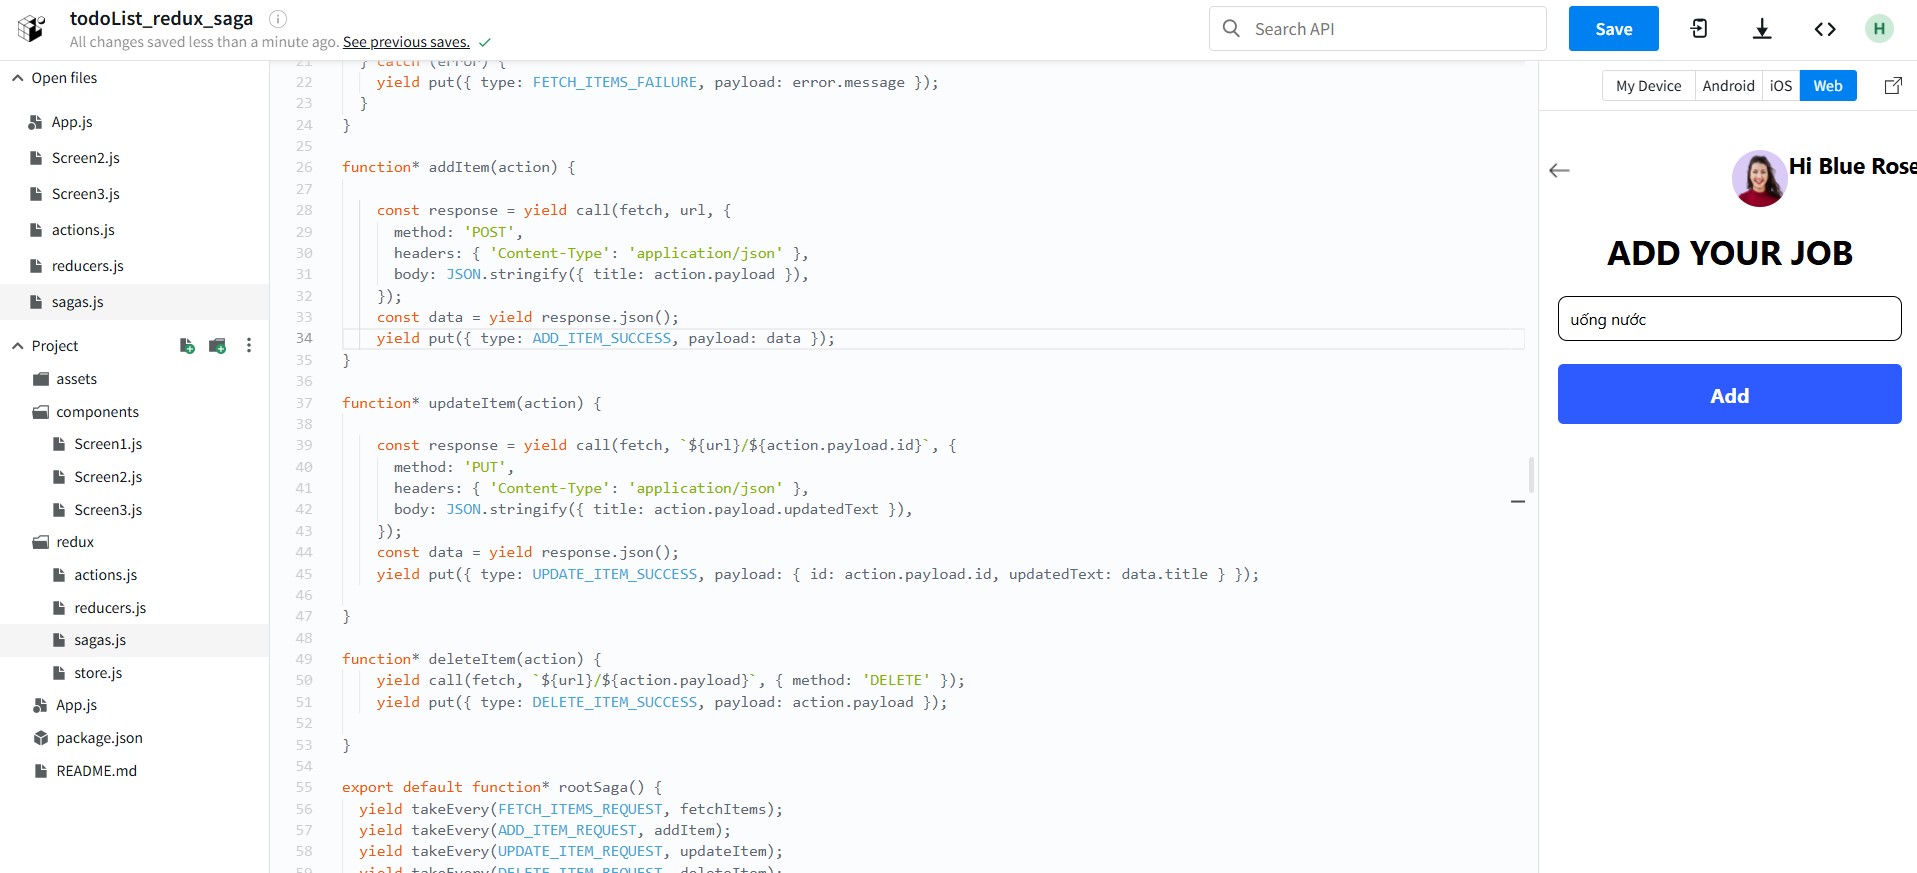 todoList_redux_saga
All changes saved less than a minute ago. See previous saves.
Search API
Save
H
Open files
App.js
Screen2.js
Screen3.js
actions.js
reducers.js
sagas.js
Project
assets
components
Screen1.js
Screen2.js
Screen3.js
redux
actions.js
reducers.js
sagas.js
store.js
App.js
package.json
README.md
21 } catch (error) {
22 yield put({ type: FETCH_ITEMS_FAILURE, payload: error.message });
23 }
24 }
25
26 function* addItem(action) {
27
28 const response = yield call(fetch, url, {
29 method: 'POST',
30 headers: { 'Content-Type': 'application/json' },
31 body: JSON.stringify({ title: action.payload }),
32 });
33 const data = yield response.json();
34 yield put({ type: ADD_ITEM_SUCCESS, payload: data });
35 }
36
37 function* updateItem(action) {
38
39 const response = yield call(fetch, `${url}/${action.payload.id}`, {
40 method: 'PUT',
41 headers: { 'Content-Type': 'application/json' },
42 body: JSON.stringify({ title: action.payload.updatedText }),
43 });
44 const data = yield response.json();
45 yield put({ type: UPDATE_ITEM_SUCCESS, payload: { id: action.payload.id, updatedText: data.title } });
46
47 }
48
49 function* deleteItem(action) {
50 yield call(fetch, `${url}/${action.payload}`, { method: 'DELETE' });
51 yield put({ type: DELETE_ITEM_SUCCESS, payload: action.payload });
52
53 }
54
55 export default function* rootSaga() {
56 yield takeEvery(FETCH_ITEMS_REQUEST, fetchItems);
57 yield takeEvery(ADD_ITEM_REQUEST, addItem);
58 yield takeEvery(UPDATE_ITEM_REQUEST, updateItem);
59 yield takeEvery(DELETE_ITEM_REQUEST, deleteItem);
My Device Android iOS Web
Hi Blue Rose
ADD YOUR JOB
uống nước
Add